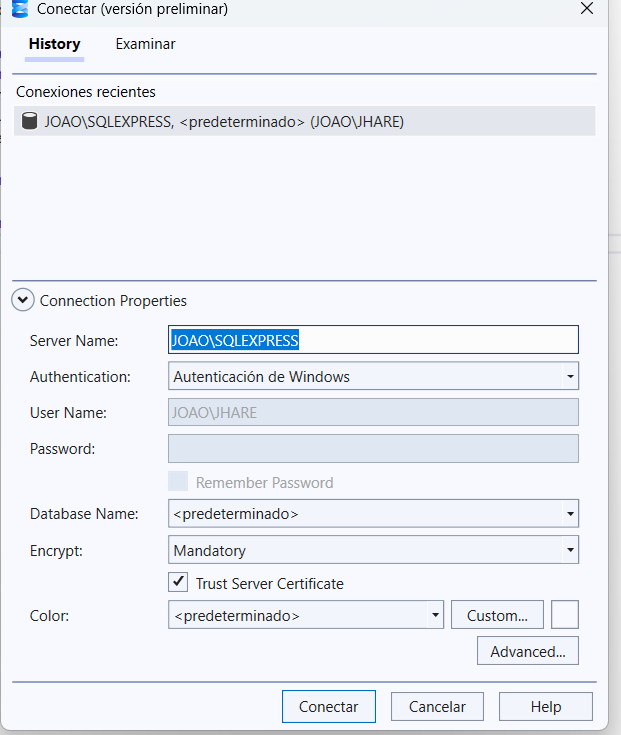 Conectar (versión preliminar)
History Examinar
Conexiones recientes
JOAO\SQLEXPRESS, <predeterminado> (JOAO\JHARE)
Connection Properties
Server Name: JOAO\SQLEXPRESS
Authentication: Autenticación de Windows
User Name: JOAO\JHARE
Password:
Remember Password
Database Name: <predeterminado>
Encrypt: Mandatory
Trust Server Certificate
Color: <predeterminado> Custom...
Advanced...
Conectar Cancelar Help